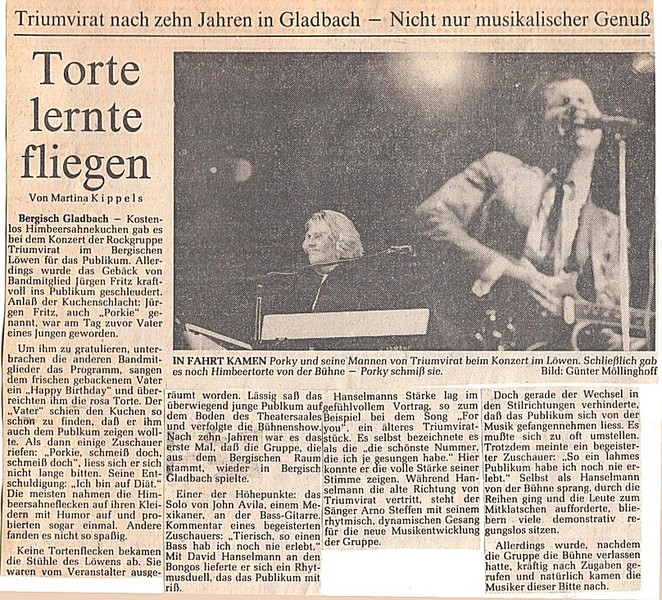 Triumvirat nach zehn Jahren in Gladbach — Nicht nur musikalischer Genuß
Torte
lernte
fliegen
Von Martina Kippels
Bergisch Gladbach — Kosten-
los Himbeersahnekuchen gab es
bei dem Konzert der Rockgruppe
Triumvirat im Bergischen
Löwen für das Publikum. Aller-
dings wurde das Gebäck von
Bandmitglied Jürgen Fritz kraft-
voll ins Publikum geschleudert.
Anlaß der Kuchenschlacht: Jür-
gen Fritz, auch „Porkie" ge-
nannt, war am Tag zuvor Vater
eines Jungen geworden.
Um ihm zu gratulieren, unter-
brachen die anderen Bandmit-
glieder das Programm, sangen
dem frischen gebackenem Vater
ein „Happy Birthday" und über-
reichten ihm die rosa Torte. Der
„Vater" schien den Kuchen so
schön zu finden, daß er ihm auch
dem Publikum zeigen woll-
te. Als dann einige Zuschauer
riefen: „Porkie, schmeiß doch,
schmeiß doch", liess sich er sich
nicht lange bitten. Seine Ent-
schuldigung: „Ich bin auf Diät."
Die meisten nahmen die Him-
beersahneflecken auf ihren Klei-
dern mit Humor auf und pro-
bierten sogar einmal. Andere
fanden es nicht so spaßig.
Keine Tortenflecken bekamen
die Stühle des Löwens ab. Sie
waren vom Veranstalter ausge-
IN FAHRT KAMEN Porky und seine Mannen von Triumvirat beim Konzert im Löwen. Schließlich gab
es noch Himbeertorte von der Bühne — Porky schmiß sie. Bild: Günter Möllinghoff
räumt worden. Lässig saß das
überwiegend junge Publikum auf
dem Boden des Theatersaales
und verfolgte die Bühnenshow.
Nach zehn Jahren war es das
erste Mal, daß die Gruppe, die
aus dem Bergischen Raum
stammt, wieder in Bergisch
Gladbach spielte.
Einer der Höhepunkte: das
Solo von John Avila, einem Me-
xikaner, an der Bass-Gitarre.
Kommentar eines begeisterten
Zuschauers: „Tierisch, so einen
Bass hab ich noch nie erlebt."
Mit David Hanselmann an den
Bongos lieferte er sich ein Rhyt-
musduell, das das Publikum mit
riß.
Hanselmanns Stärke lag im
gefühlvollem Vortrag, so zum
Beispiel bei dem Song „For
you", ein älteres Triumvirat-
stück. Es selbst bezeichnete es
als die „die schönste Nummer,
die ich je gesungen habe." Hier
konnte er die volle Stärke seiner
Stimme zeigen. Während Han-
selmann die alte Richtung von
Triumvirat vertritt, steht der
Sänger Arno Steffen mit seinem
rhythmisch, dynamischen Gesang
für die neue Musikentwicklung
der Gruppe.
Doch gerade der Wechsel in
den Stilrichtungen verhinderte,
daß das Publikum sich von der
Musik gefangennehmen liess. Es
mußte sich zu oft umstellen.
Trotzdem meinte ein begeister-
ter Zuschauer: „So ein lahmes
Publikum habe ich noch nie er-
lebt." Selbst als Hanselmann
von der Bühne sprang, durch die
Reihen ging und die Leute zum
Mitklatschen aufforderte, blie-
ben viele demonstrativ re-
gungslos sitzen.
Allerdings wurde, nachdem
die Gruppe die Bühne verlassen
hatte, kräftig nach Zugaben ge-
rufen und natürlich kamen die
Musiker dieser Bitte nach.